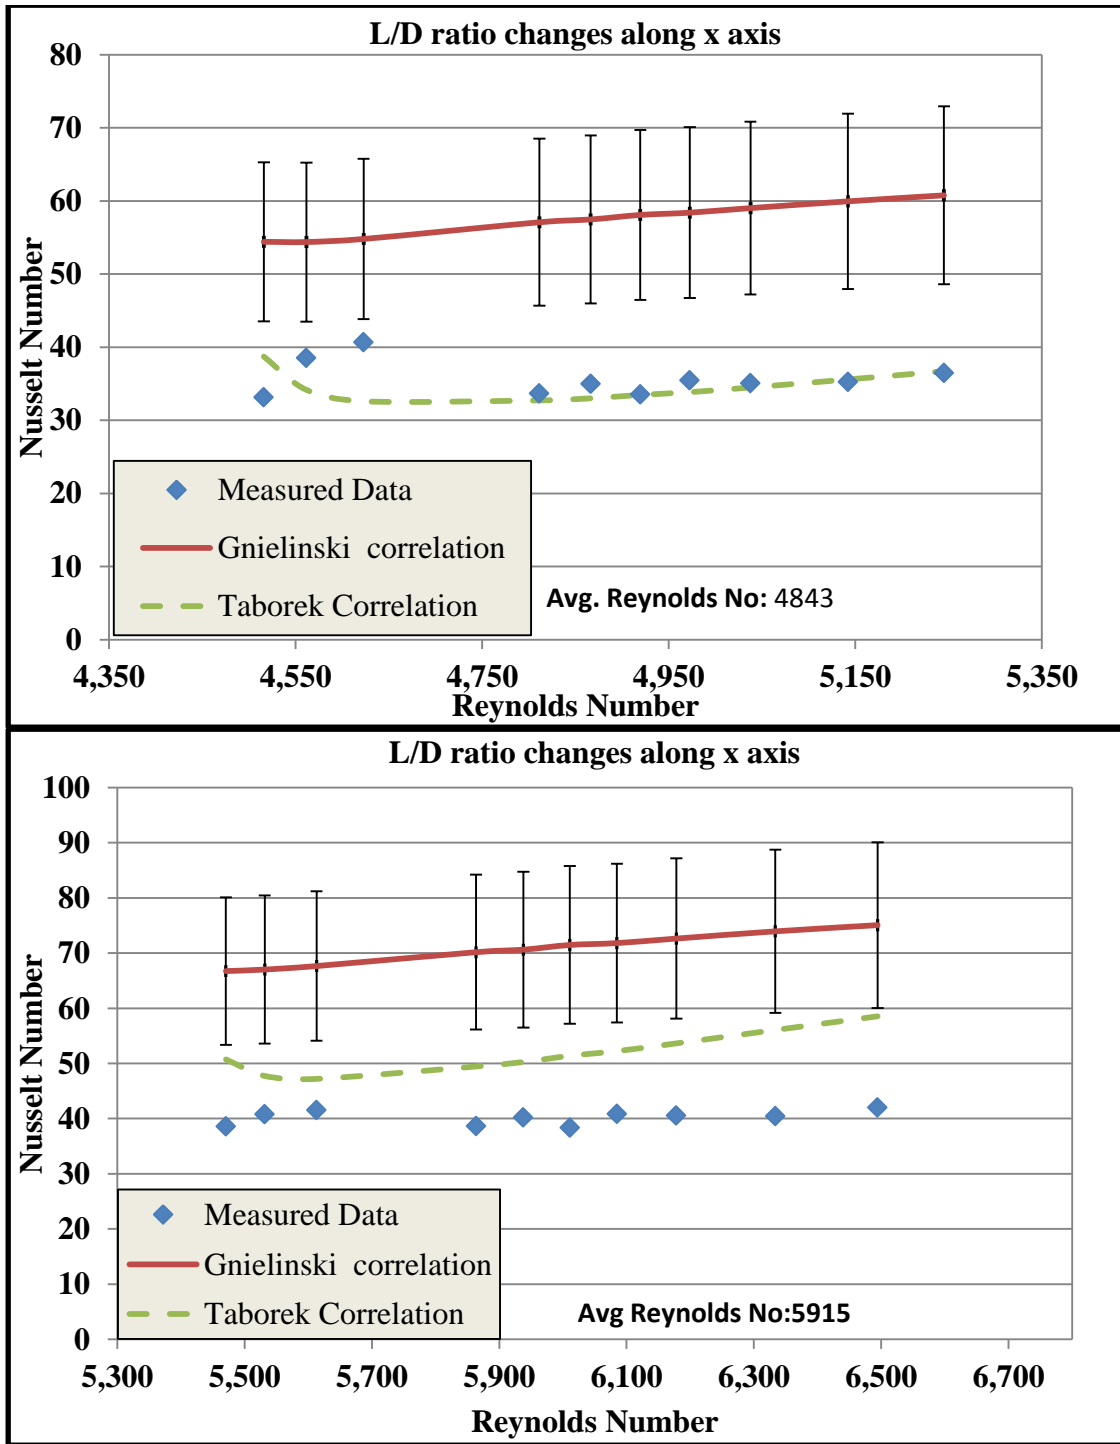 L/D ratio changes along x axis
80
70
60
50
40
30
20
10
0
Nusselt Number
Measured Data
Gnielinski correlation
Taborek Correlation
Avg. Reynolds No: 4843
4,350 4,550 4,750 4,950 5,150 5,350
Reynolds Number
L/D ratio changes along x axis
100
90
80
70
60
50
40
30
20
10
0
Nusselt Number
Measured Data
Gnielinski correlation
Taborek Correlation
Avg Reynolds No:5915
5,300 5,500 5,700 5,900 6,100 6,300 6,500 6,700
Reynolds Number